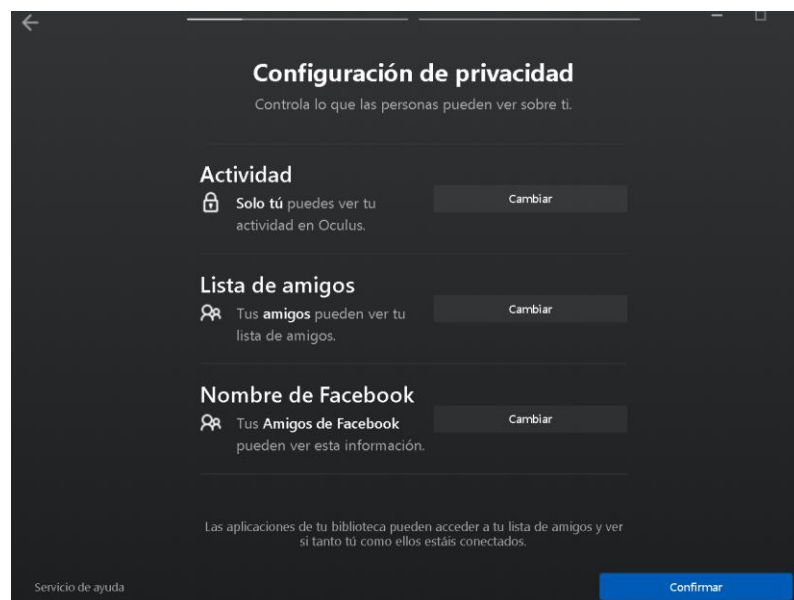 Configuración de privacidad
Controla lo que las personas pueden ver sobre ti.
Actividad
Solo tú puedes ver tu
actividad en Oculus.
Cambiar
Lista de amigos
Tus amigos pueden ver tu
lista de amigos.
Cambiar
Nombre de Facebook
Tus Amigos de Facebook
pueden ver esta información.
Cambiar
Las aplicaciones de tu biblioteca pueden acceder a tu lista de amigos y ver
si tanto tú como ellos estáis conectados.
Servicio de ayuda
Confirmar